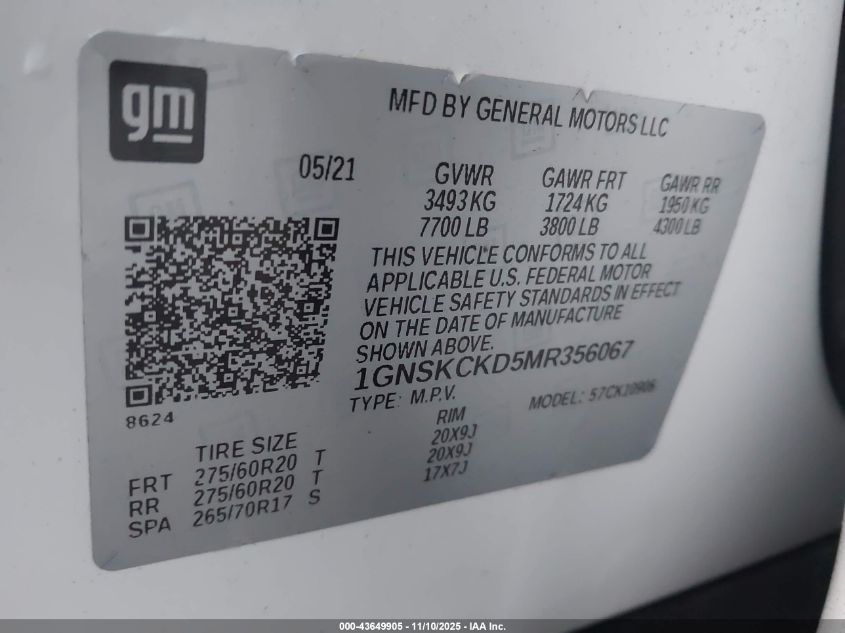 gm
MFD BY GENERAL MOTORS LLC
05/21 GVWR GAWR FRT GAWR RR
3493 KG 1724 KG 1950 KG
7700 LB 3800 LB 4300 LB
THIS VEHICLE CONFORMS TO ALL
APPLICABLE U.S. FEDERAL MOTOR
VEHICLE SAFETY STANDARDS IN EFFECT
ON THE DATE OF MANUFACTURE
SHOWN ABOVE.
1GNSKCKD5MR356067
TYPE: M.P.V. MODEL: 57CK10906
8624
TIRE SIZE RIM
FRT 275/60R20 T 20X9J
RR 275/60R20 T 20X9J
SPA 265/70R17 S 17X7J
000-43649905 - 11/10/2025 - IAA Inc.